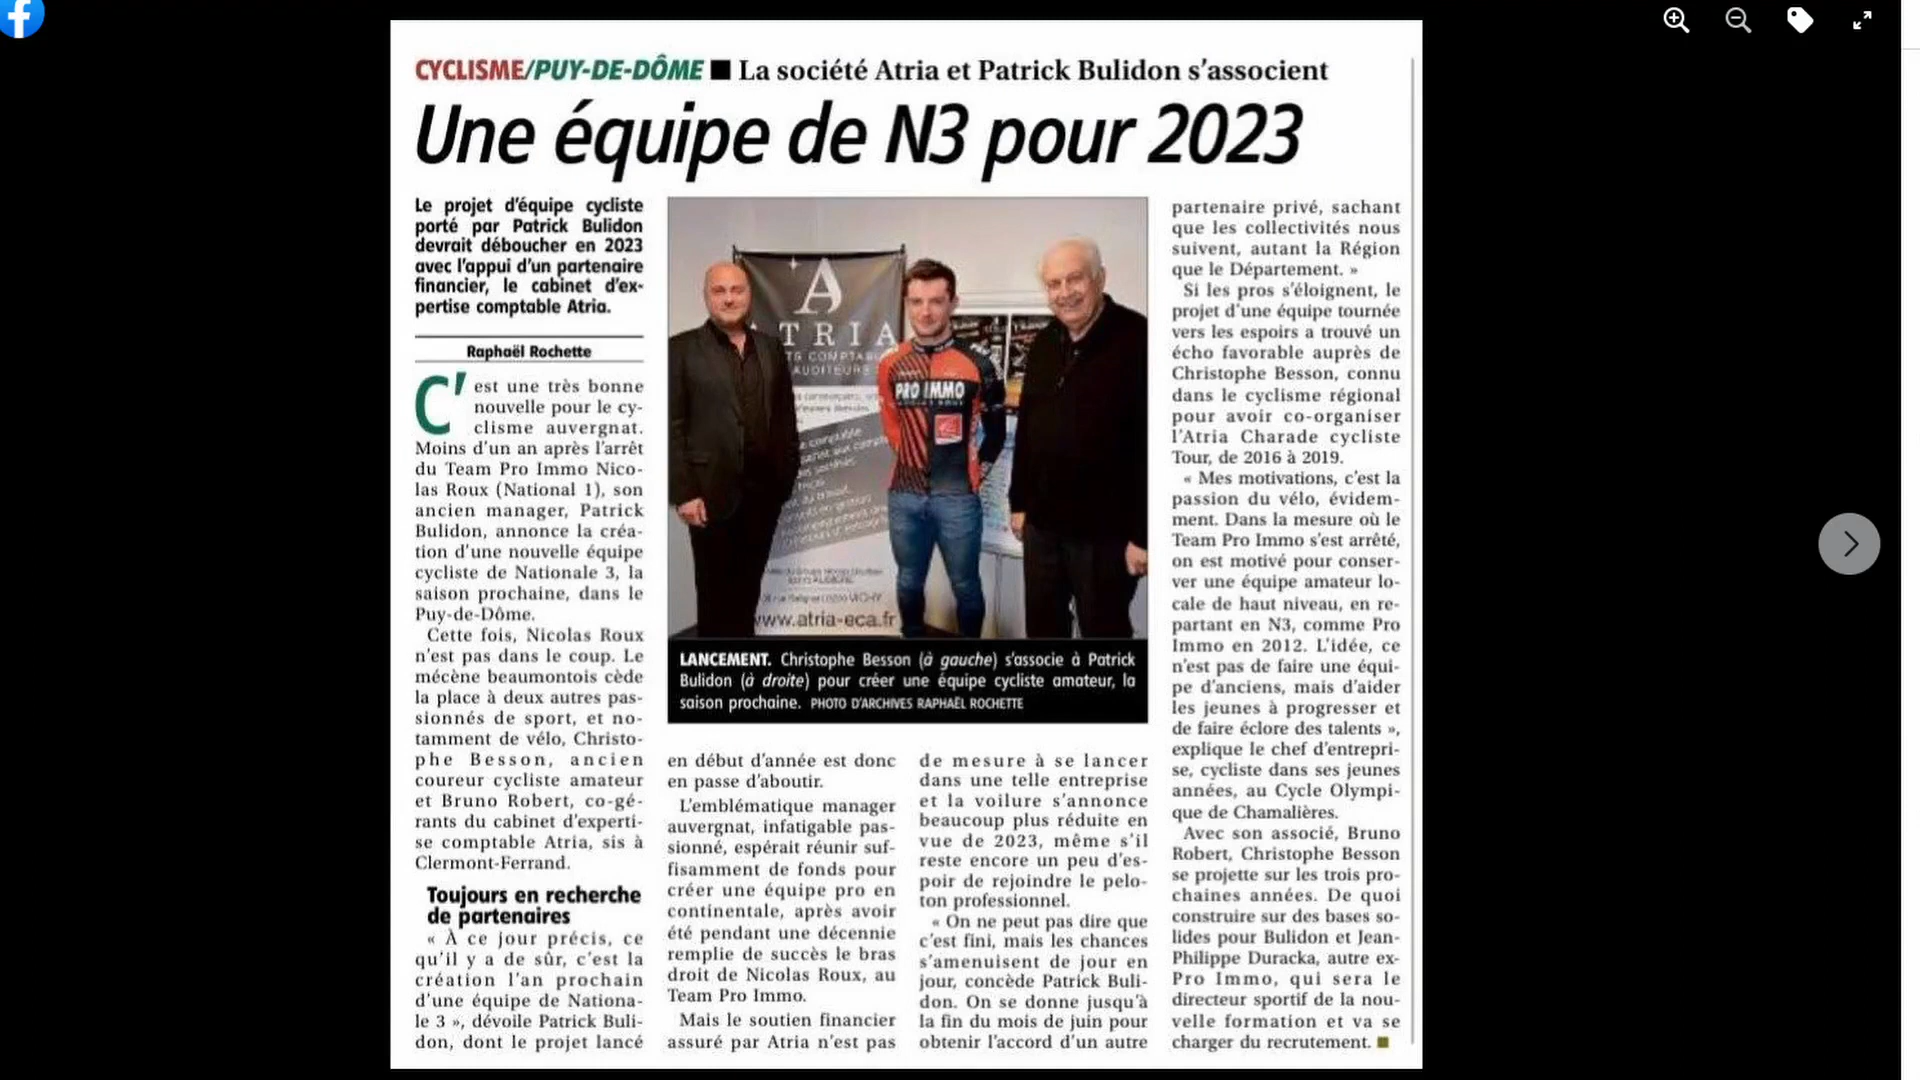 CYCLISME/PUY-DE-DÔME ■ La société Atria et Patrick Bulidon s'associent
Une équipe de N3 pour 2023
Le projet d'équipe cycliste
porté par Patrick Bulidon
devrait déboucher en 2023
avec l'appui d'un partenaire
financier, le cabinet d'ex-
pertise comptable Atria.
Raphaël Rochette
C'est une très bonne
nouvelle pour le cy-
clisme auvergnat.
Moins d'un an après l'arrêt
du Team Pro Immo Nico-
las Roux (National 1), son
ancien manager, Patrick
Bulidon, annonce la créa-
tion d'une nouvelle équipe
cycliste de Nationale 3, la
saison prochaine, dans le
Puy-de-Dôme.
Cette fois, Nicolas Roux
n'est pas dans le coup. Le
mécène beaumontois cède
la place à deux autres pas-
sionnés de sport, et no-
tamment de vélo, Christo-
phe Besson, ancien
coureur cycliste amateur
et Bruno Robert, co-gé-
rants du cabinet d'experti-
se comptable Atria, sis à
Clermont-Ferrand.
Toujours en recherche
de partenaires
« À ce jour précis, ce
qu'il y a de sûr, c'est la
création l'an prochain
d'une équipe de Nationa-
le 3 », dévoile Patrick Buli-
don, dont le projet lancé
A
ATRIA
AUDITEURS
www.atria-eca.fr
PRO IMMO
LANCEMENT. Christophe Besson (à gauche) s'associe à Patrick
Bulidon (à droite) pour créer une équipe cycliste amateur, la
saison prochaine. PHOTO D'ARCHIVES RAPHAËL ROCHETTE
en début d'année est donc
en passe d'aboutir.
L'emblématique manager
auvergnat, infatigable pas-
sionné, espérait réunir suf-
fisamment de fonds pour
créer une équipe pro en
continentale, après avoir
été pendant une décennie
remplie de succès le bras
droit de Nicolas Roux, au
Team Pro Immo.
Mais le soutien financier
assuré par Atria n'est pas
de mesure à se lancer
dans une telle entreprise
et la voilure s'annonce
beaucoup plus réduite en
vue de 2023, même s'il
reste encore un peu d'es-
poir de rejoindre le pelo-
ton professionnel.
« On ne peut pas dire que
c'est fini, mais les chances
s'amenuisent de jour en
jour, concède Patrick Buli-
don. On se donne jusqu'à
la fin du mois de juin pour
obtenir l'accord d'un autre
partenaire privé, sachant
que les collectivités nous
suivent, autant la Région
que le Département. »
Si les pros s'éloignent, le
projet d'une équipe tournée
vers les espoirs a trouvé un
écho favorable auprès de
Christophe Besson, connu
dans le cyclisme régional
pour avoir co-organiser
l'Atria Charade cycliste
Tour, de 2016 à 2019.
« Mes motivations, c'est la
passion du vélo, évidem-
ment. Dans la mesure où le
Team Pro Immo s'est arrêté,
on est motivé pour conser-
ver une équipe amateur lo-
cale de haut niveau, en re-
partant en N3, comme Pro
Immo en 2012. L'idée, ce
n'est pas de faire une équi-
pe d'anciens, mais d'aider
les jeunes à progresser et
de faire éclore des talents »,
explique le chef d'entrepri-
se, cycliste dans ses jeunes
années, au Cycle Olympi-
que de Chamalières.
Avec son associé, Bruno
Robert, Christophe Besson
se projette sur les trois pro-
chaines années. De quoi
construire sur des bases so-
lides pour Bulidon et Jean-
Philippe Duracka, autre ex-
Pro Immo, qui sera le
directeur sportif de la nou-
velle formation et va se
charger du recrutement. ■